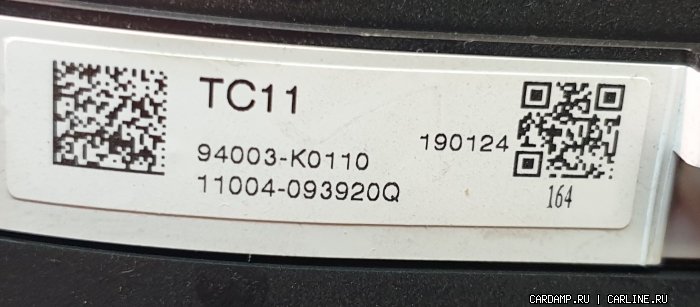 TC11
94003-K0110
11004-093920Q
190124
164
CARDAMP.RU | CARLINE.RU